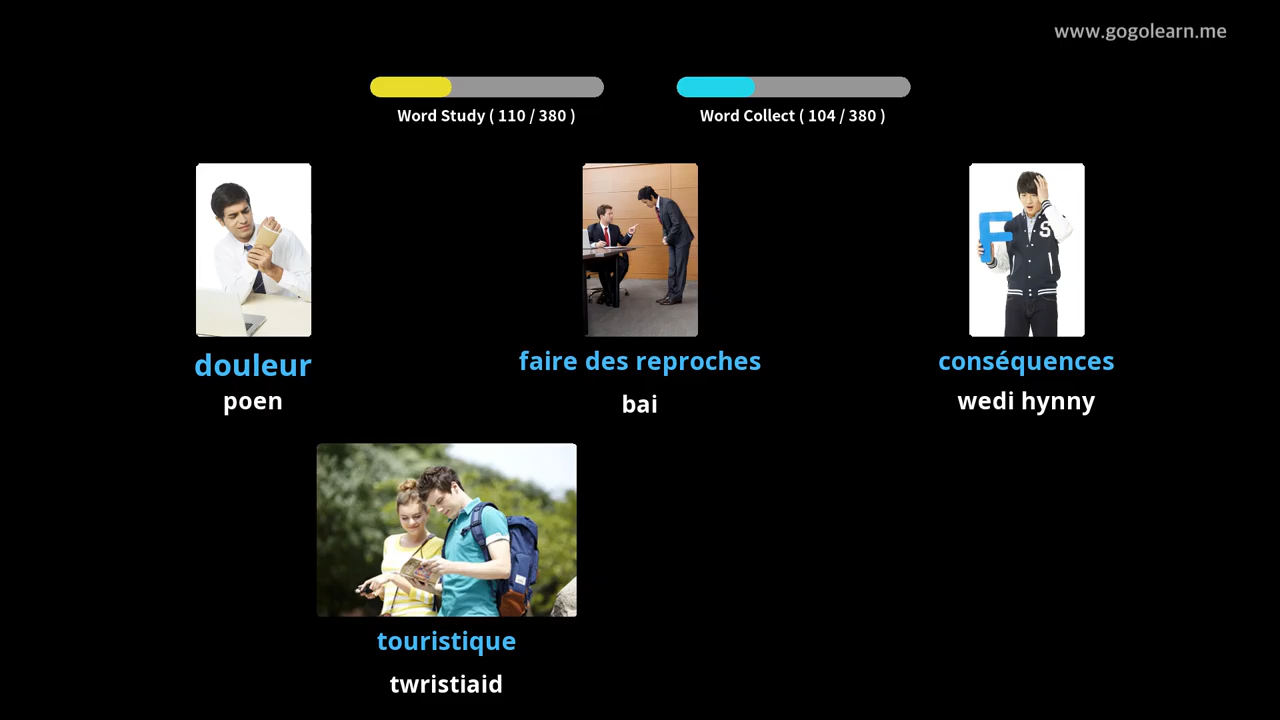 www.gogolearn.me
Word Study ( 110 / 380 )
Word Collect ( 104 / 380 )
F
S
douleur
poen
faire des reproches
bai
conséquences
wedi hynny
touristique
twristiaid